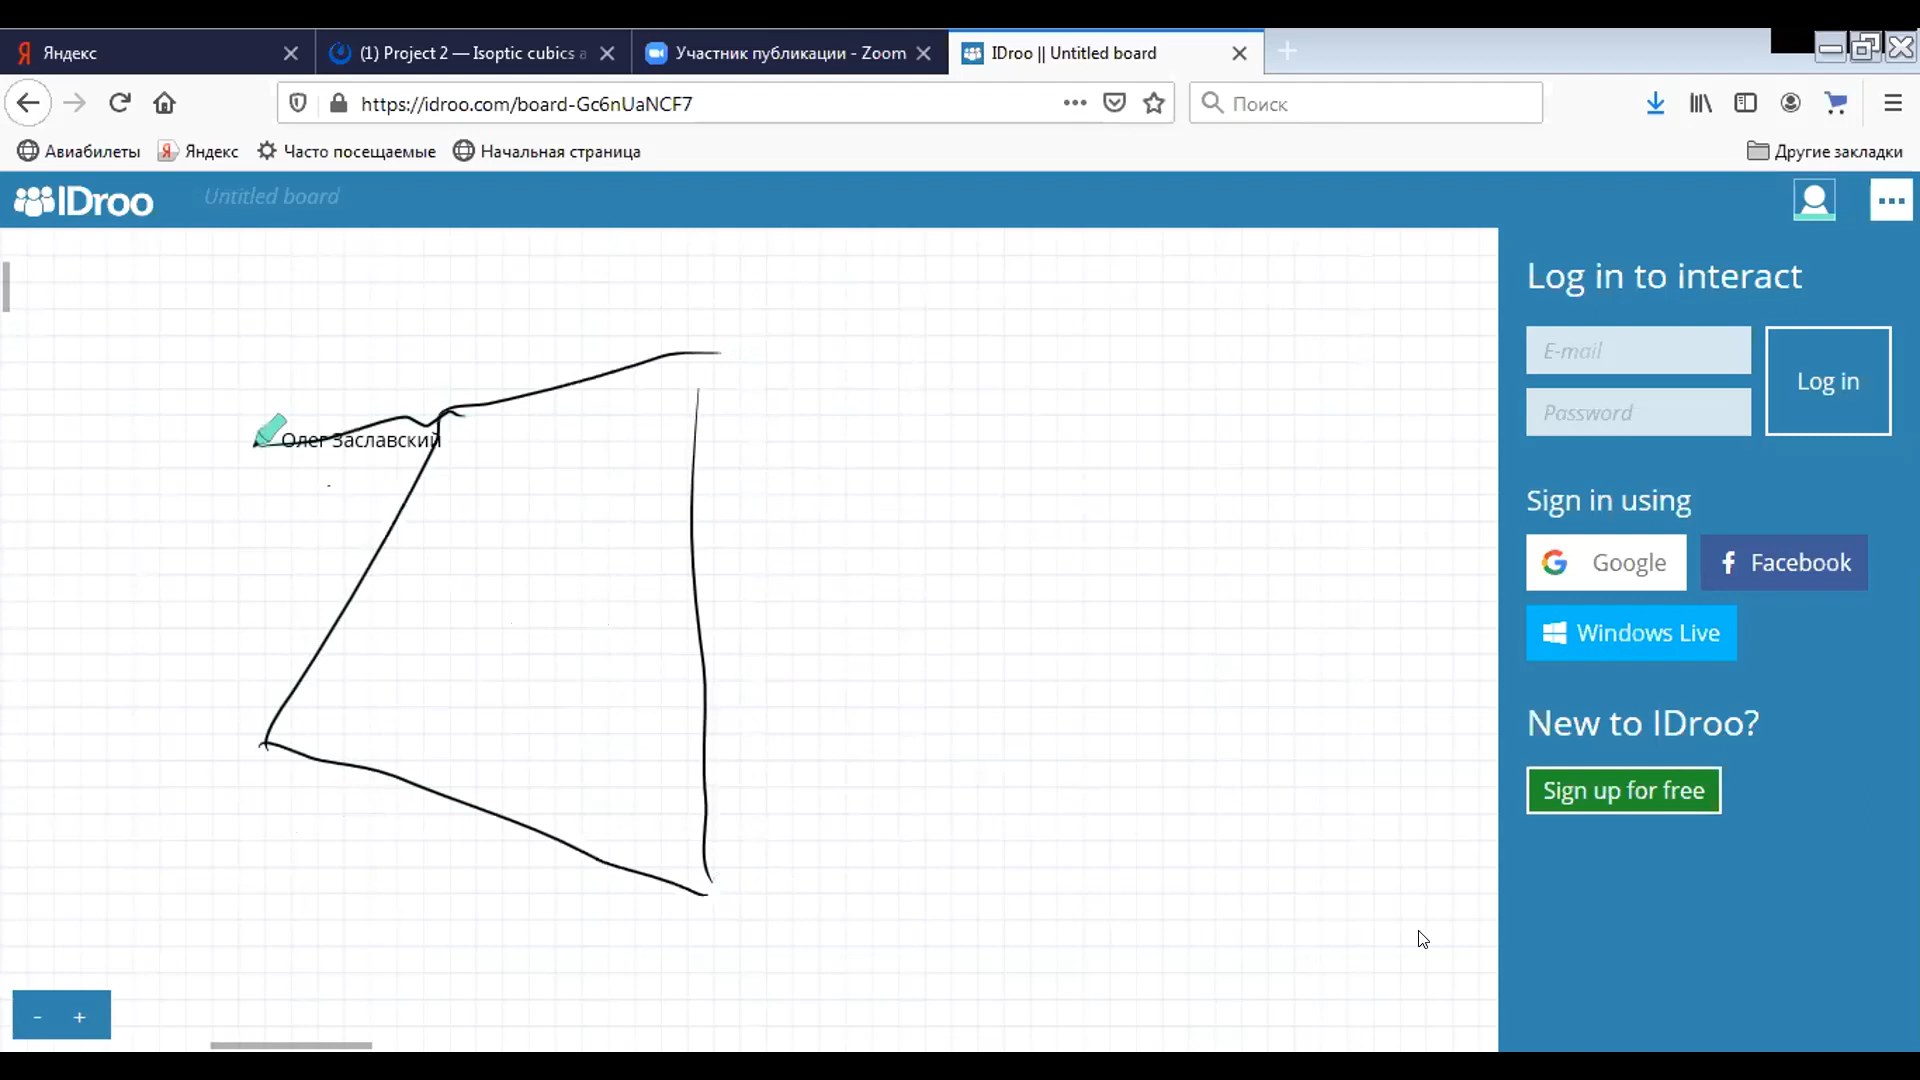 Яндекс
(1) Project 2 — Isoptic cubics a
Участник публикации - Zoom
IDroo || Untitled board
https://idroo.com/board-Gc6nUaNCF7
Поиск
Авиабилеты
Яндекс
Часто посещаемые
Начальная страница
Другие закладки
IDroo
Untitled board
Log in to interact
E-mail
Password
Log in
Олег Заславский
Sign in using
Google
Facebook
Windows Live
New to IDroo?
Sign up for free
- +